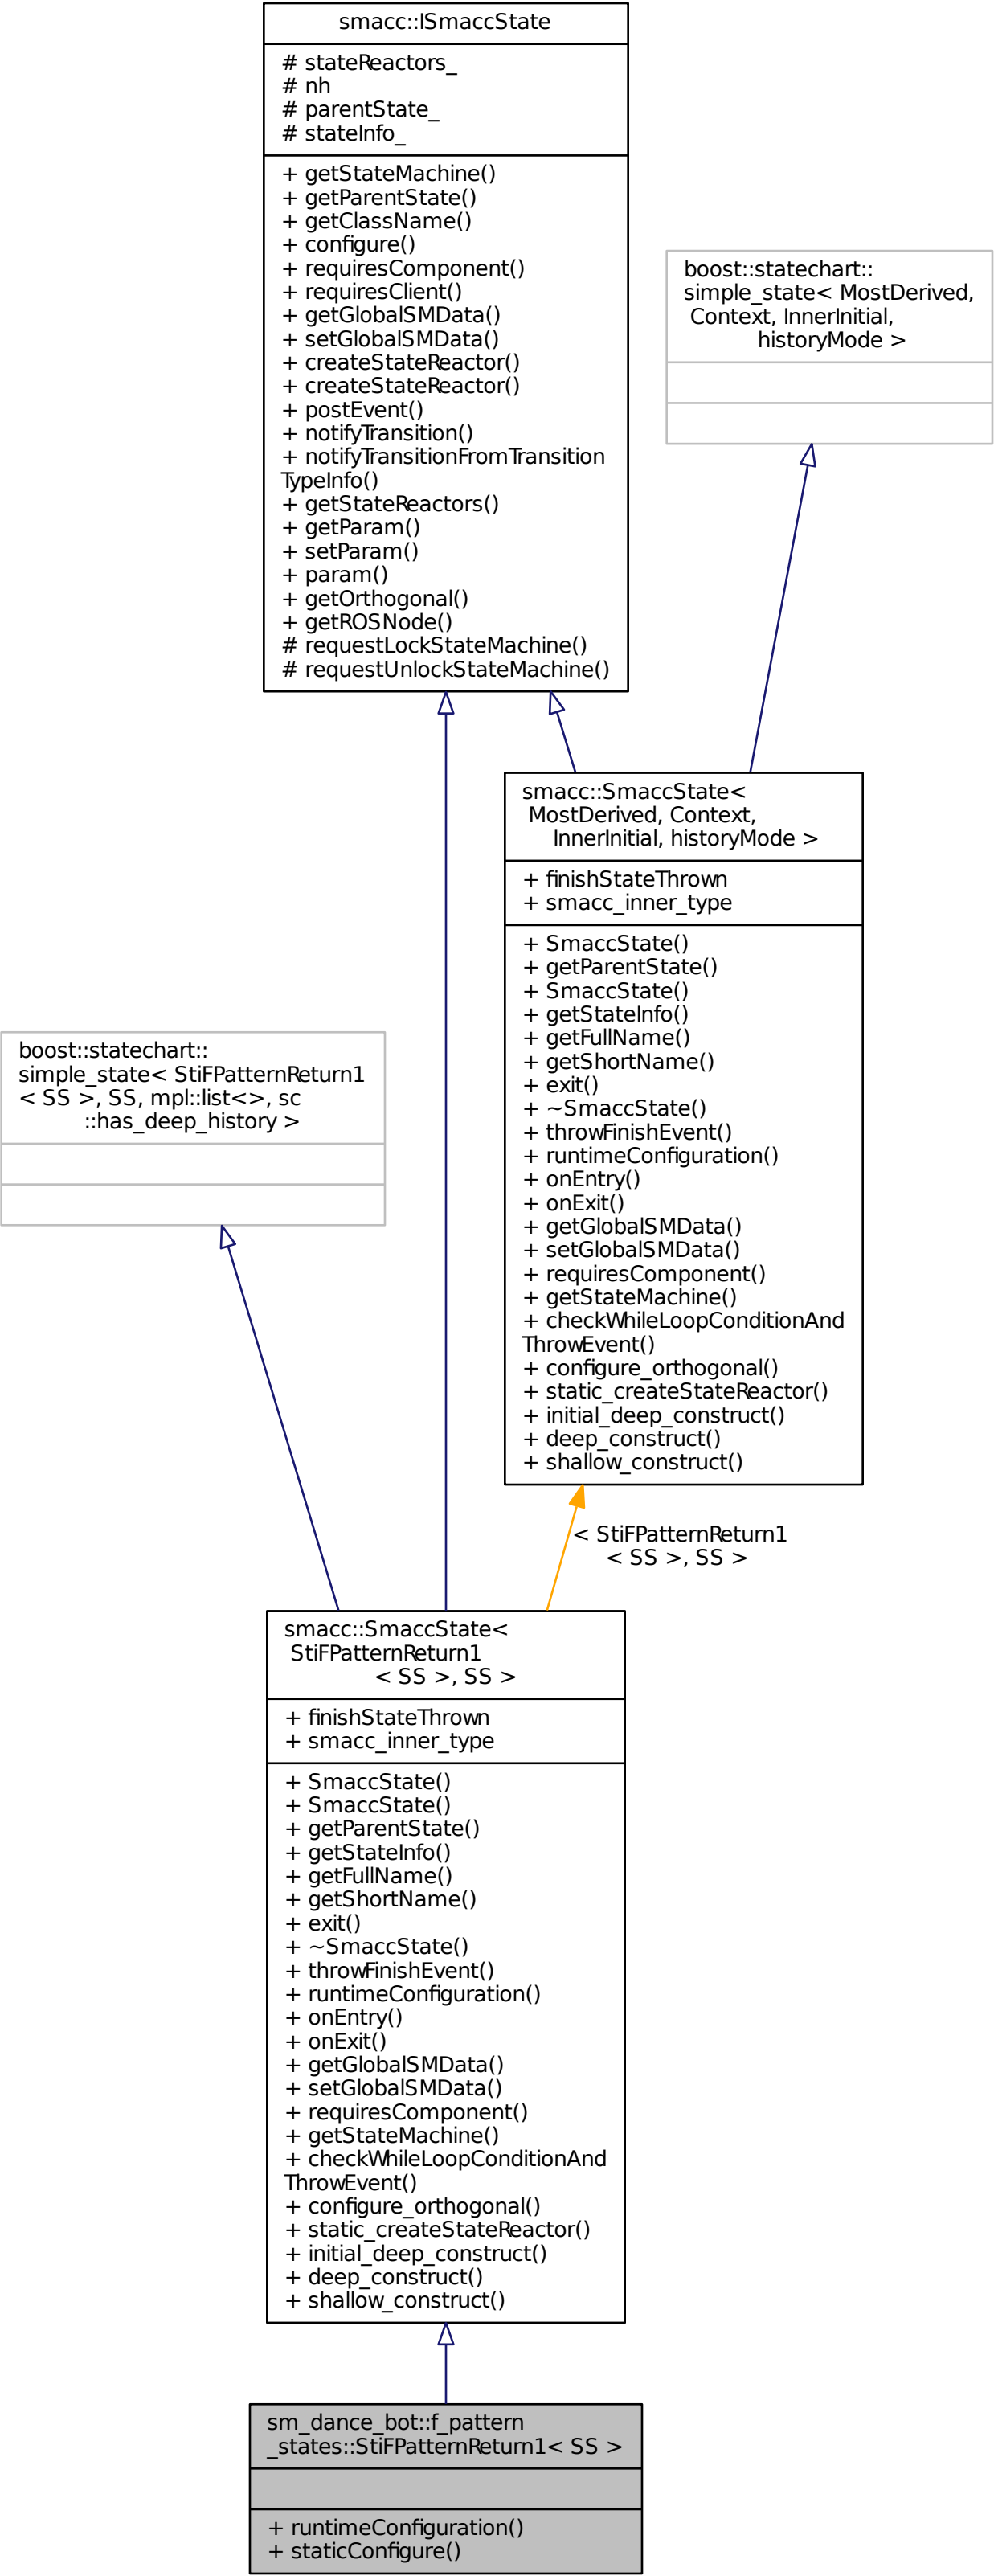 smacc::ISmaccState
# stateReactors_
# nh
# parentState_
# stateInfo_
+ getStateMachine()
+ getParentState()
+ getClassName()
+ configure()
+ requiresComponent()
+ requiresClient()
+ getGlobalSMData()
+ setGlobalSMData()
+ createStateReactor()
+ createStateReactor()
+ postEvent()
+ notifyTransition()
+ notifyTransitionFromTransition
TypeInfo()
+ getStateReactors()
+ getParam()
+ setParam()
+ param()
+ getOrthogonal()
+ getROSNode()
# requestLockStateMachine()
# requestUnlockStateMachine()
boost::statechart::
simple_state< MostDerived,
Context, InnerInitial,
historyMode >
smacc::SmaccState<
MostDerived, Context,
InnerInitial, historyMode >
+ finishStateThrown
+ smacc_inner_type
+ SmaccState()
+ getParentState()
+ SmaccState()
+ getStateInfo()
+ getFullName()
+ getShortName()
+ exit()
+ ~SmaccState()
+ throwFinishEvent()
+ runtimeConfiguration()
+ onEntry()
+ onExit()
+ getGlobalSMData()
+ setGlobalSMData()
+ requiresComponent()
+ getStateMachine()
+ checkWhileLoopConditionAnd
ThrowEvent()
+ configure_orthogonal()
+ static_createStateReactor()
+ initial_deep_construct()
+ deep_construct()
+ shallow_construct()
boost::statechart::
simple_state< StiFPatternReturn1
< SS >, SS, mpl::list<>, sc
::has_deep_history >
< StiFPatternReturn1
< SS >, SS >
smacc::SmaccState<
StiFPatternReturn1
< SS >, SS >
+ finishStateThrown
+ smacc_inner_type
+ SmaccState()
+ SmaccState()
+ getParentState()
+ getStateInfo()
+ getFullName()
+ getShortName()
+ exit()
+ ~SmaccState()
+ throwFinishEvent()
+ runtimeConfiguration()
+ onEntry()
+ onExit()
+ getGlobalSMData()
+ setGlobalSMData()
+ requiresComponent()
+ getStateMachine()
+ checkWhileLoopConditionAnd
ThrowEvent()
+ configure_orthogonal()
+ static_createStateReactor()
+ initial_deep_construct()
+ deep_construct()
+ shallow_construct()
sm_dance_bot::f_pattern
_states::StiFPatternReturn1< SS >
+ runtimeConfiguration()
+ staticConfigure()